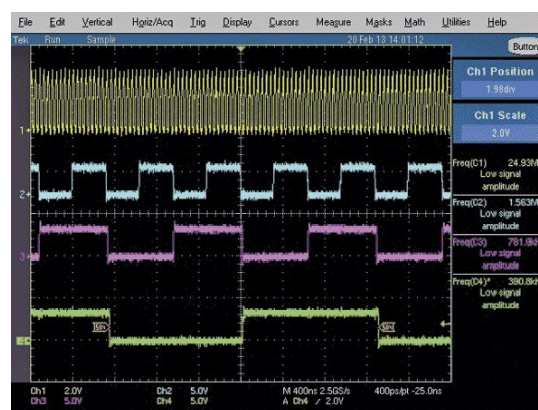 File Edit Vertical Horiz/Acq Trig Display Cursors Measure Masks Math Utilities Help
Tek Run Sample 20 Feb 13 14:01:12
Button
Ch1 Position
1.98div
Ch1 Scale
2.0V
1
Freq(C1) 24.93M
Low signal
amplitude
2
Freq(C2) 1.563M
Low signal
amplitude
3
Freq(C3) 781.8k
Low signal
amplitude
Freq(C4)* 390.8k
Low signal
amplitude
Ch1 2.0V Ch2 5.0V M 400ns 2.5GS/s 400ps/pt -25.0ns
Ch3 5.0V Ch4 5.0V A Ch4 2.0V